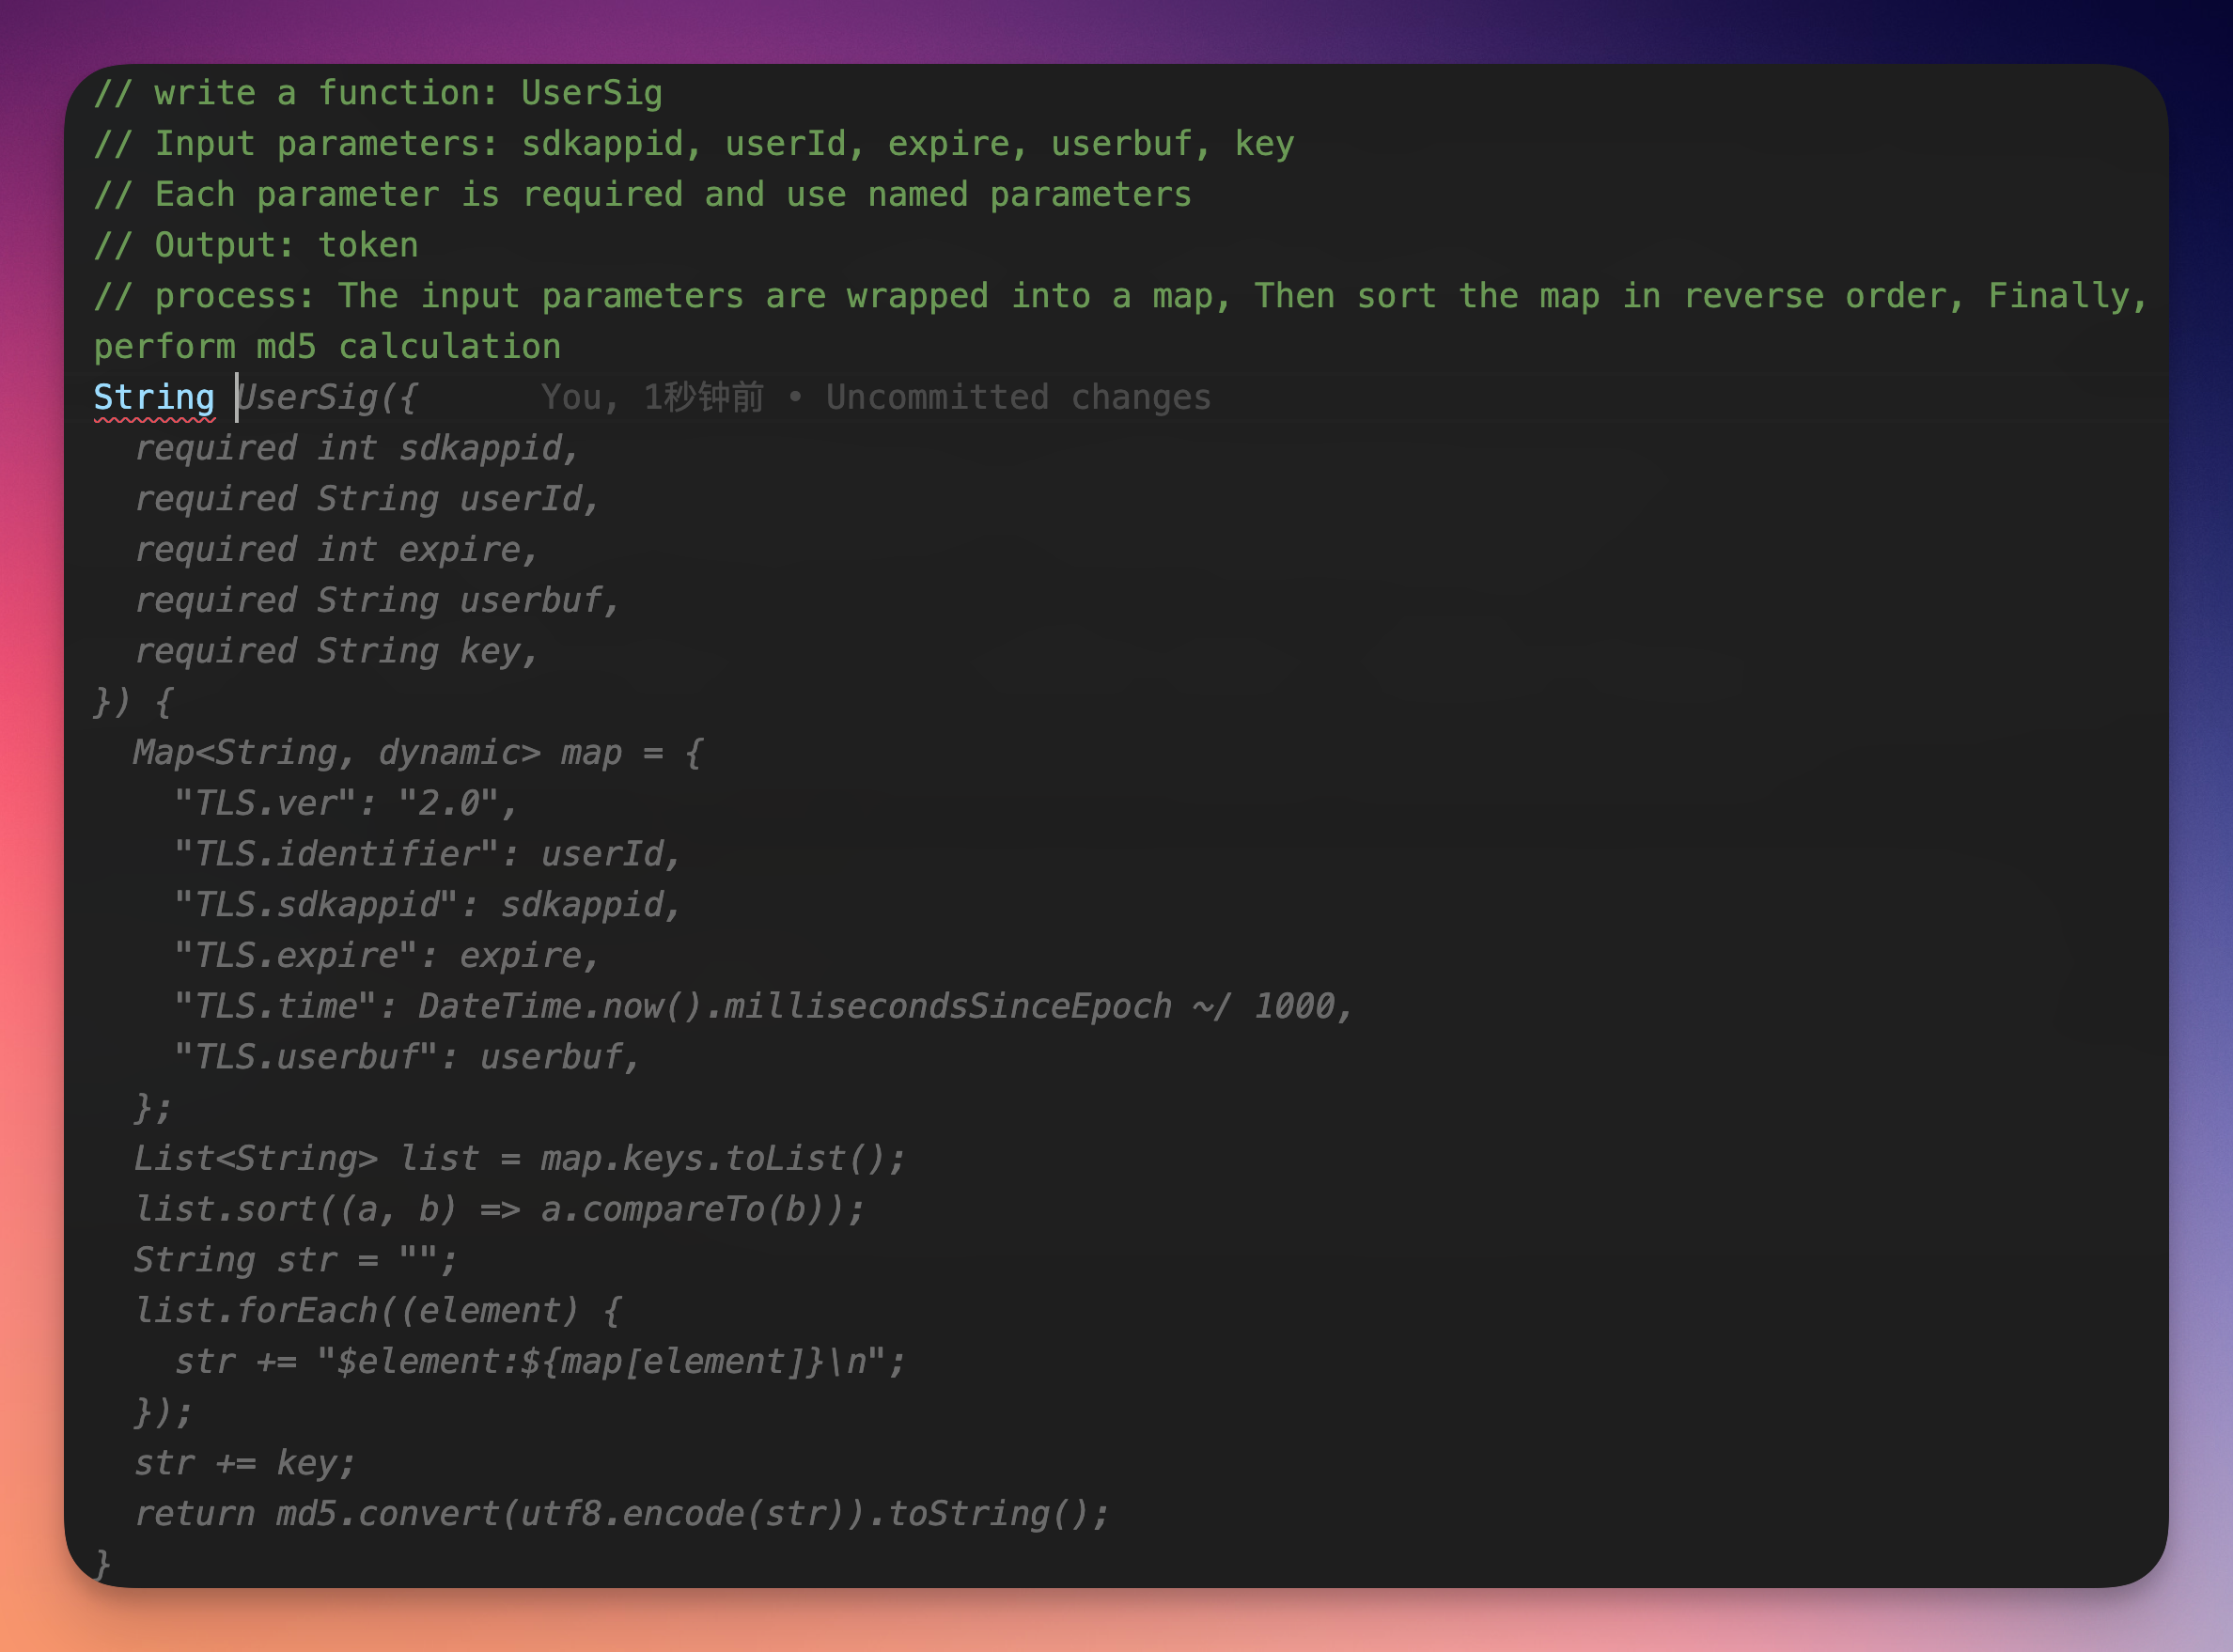 // write a function: UserSig
// Input parameters: sdkappid, userId, expire, userbuf, key
// Each parameter is required and use named parameters
// Output: token
// process: The input parameters are wrapped into a map, Then sort the map in reverse order, Finally,
perform md5 calculation
String UserSig({      You, 1秒钟前 • Uncommitted changes
  required int sdkappid,
  required String userId,
  required int expire,
  required String userbuf,
  required String key,
}) {
  Map<String, dynamic> map = {
    "TLS.ver": "2.0",
    "TLS.identifier": userId,
    "TLS.sdkappid": sdkappid,
    "TLS.expire": expire,
    "TLS.time": DateTime.now().millisecondsSinceEpoch ~/ 1000,
    "TLS.userbuf": userbuf,
  };
  List<String> list = map.keys.toList();
  list.sort((a, b) => a.compareTo(b));
  String str = "";
  list.forEach((element) {
    str += "$element:${map[element]}\n";
  });
  str += key;
  return md5.convert(utf8.encode(str)).toString();
}